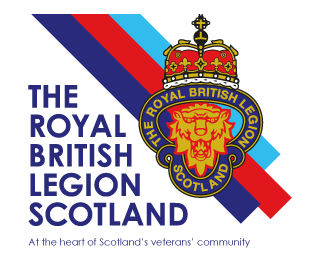 THE
ROYAL
BRITISH
LEGION
SCOTLAND
THE ROYAL BRITISH LEGION
SCOTLAND
At the heart of Scotland's veterans' community